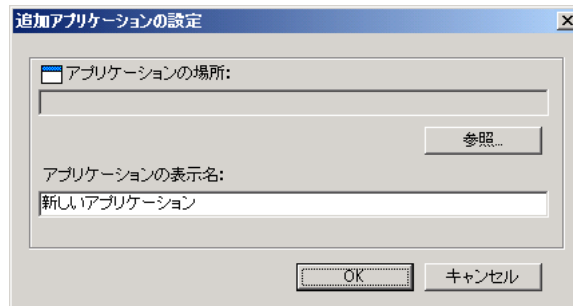 追加アプリケーションの設定
アプリケーションの場所:
参照...
アプリケーションの表示名:
新しいアプリケーション
OK キャンセル